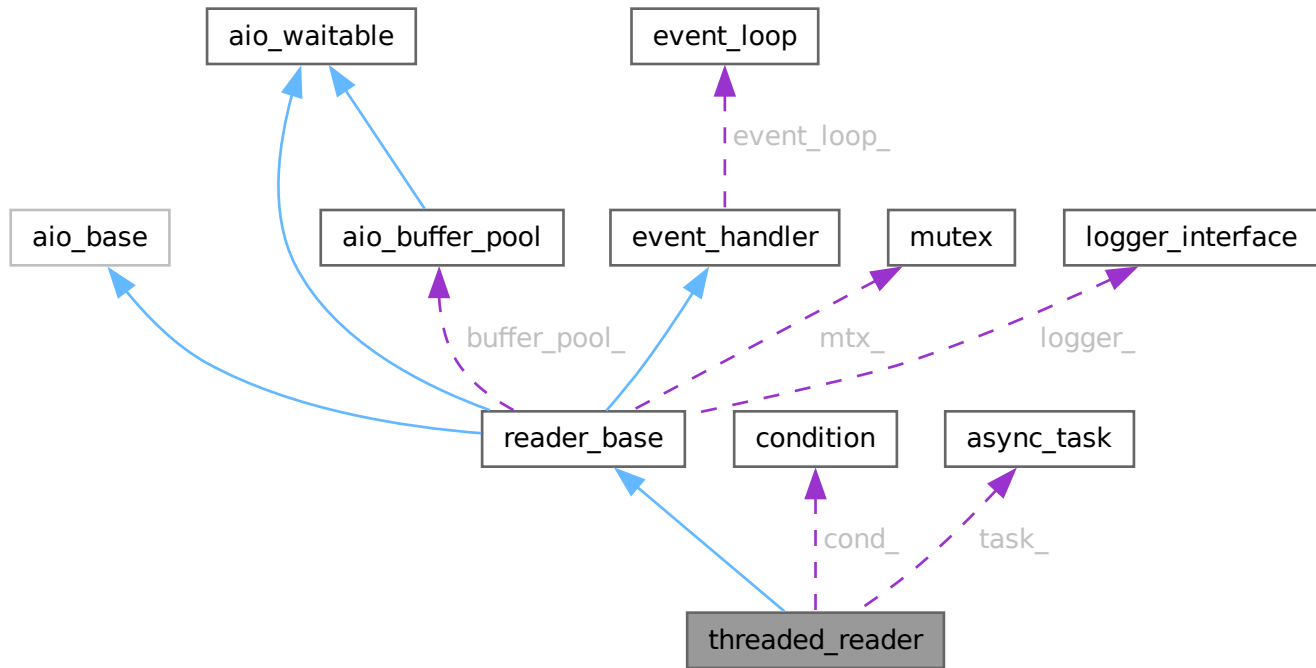 aio_waitable
event_loop
event_loop_
aio_base
aio_buffer_pool
event_handler
mutex
logger_interface
buffer_pool_
mtx_
logger_
reader_base
condition
async_task
cond_
task_
threaded_reader